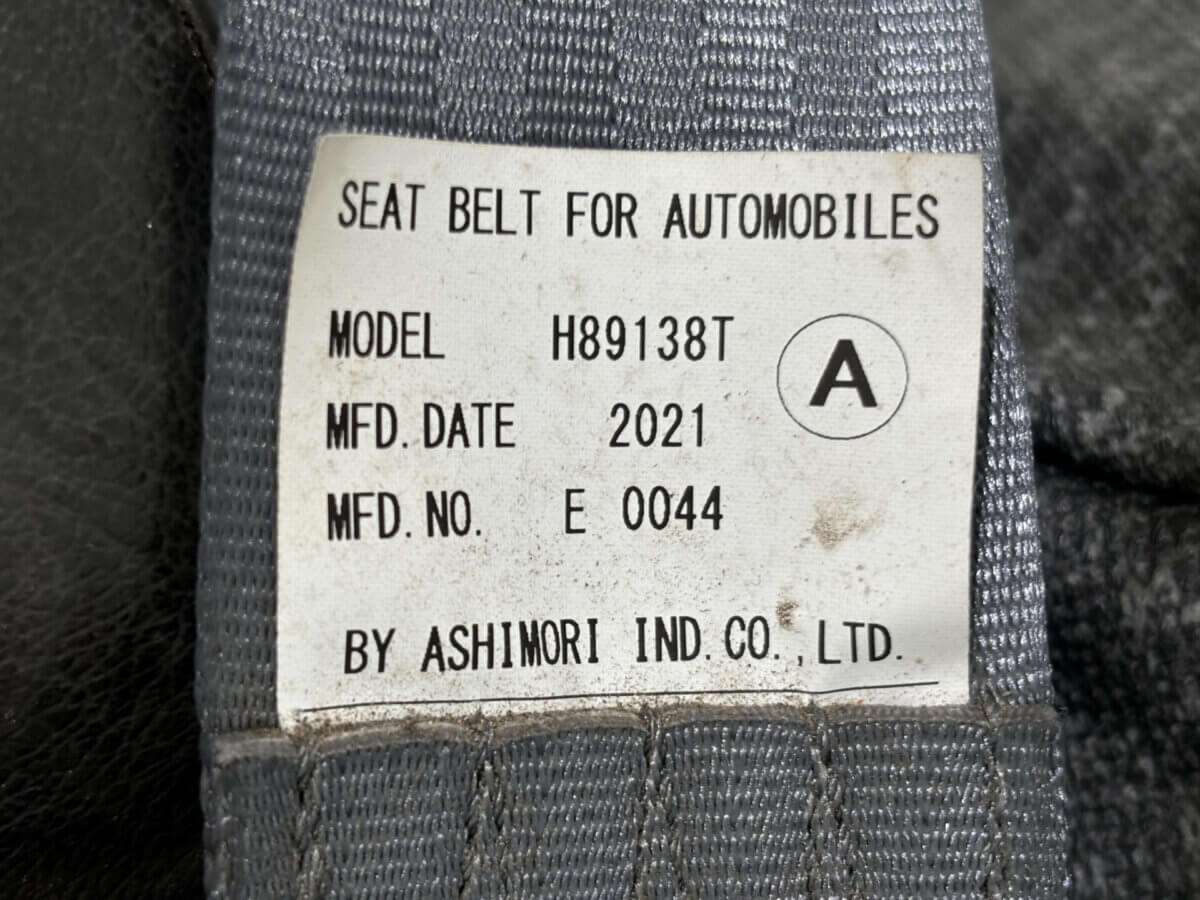 SEAT BELT FOR AUTOMOBILES
MODEL H89138T
A
MFD. DATE 2021
MFD. NO. E 0044
BY ASHIMORI IND. CO., LTD.